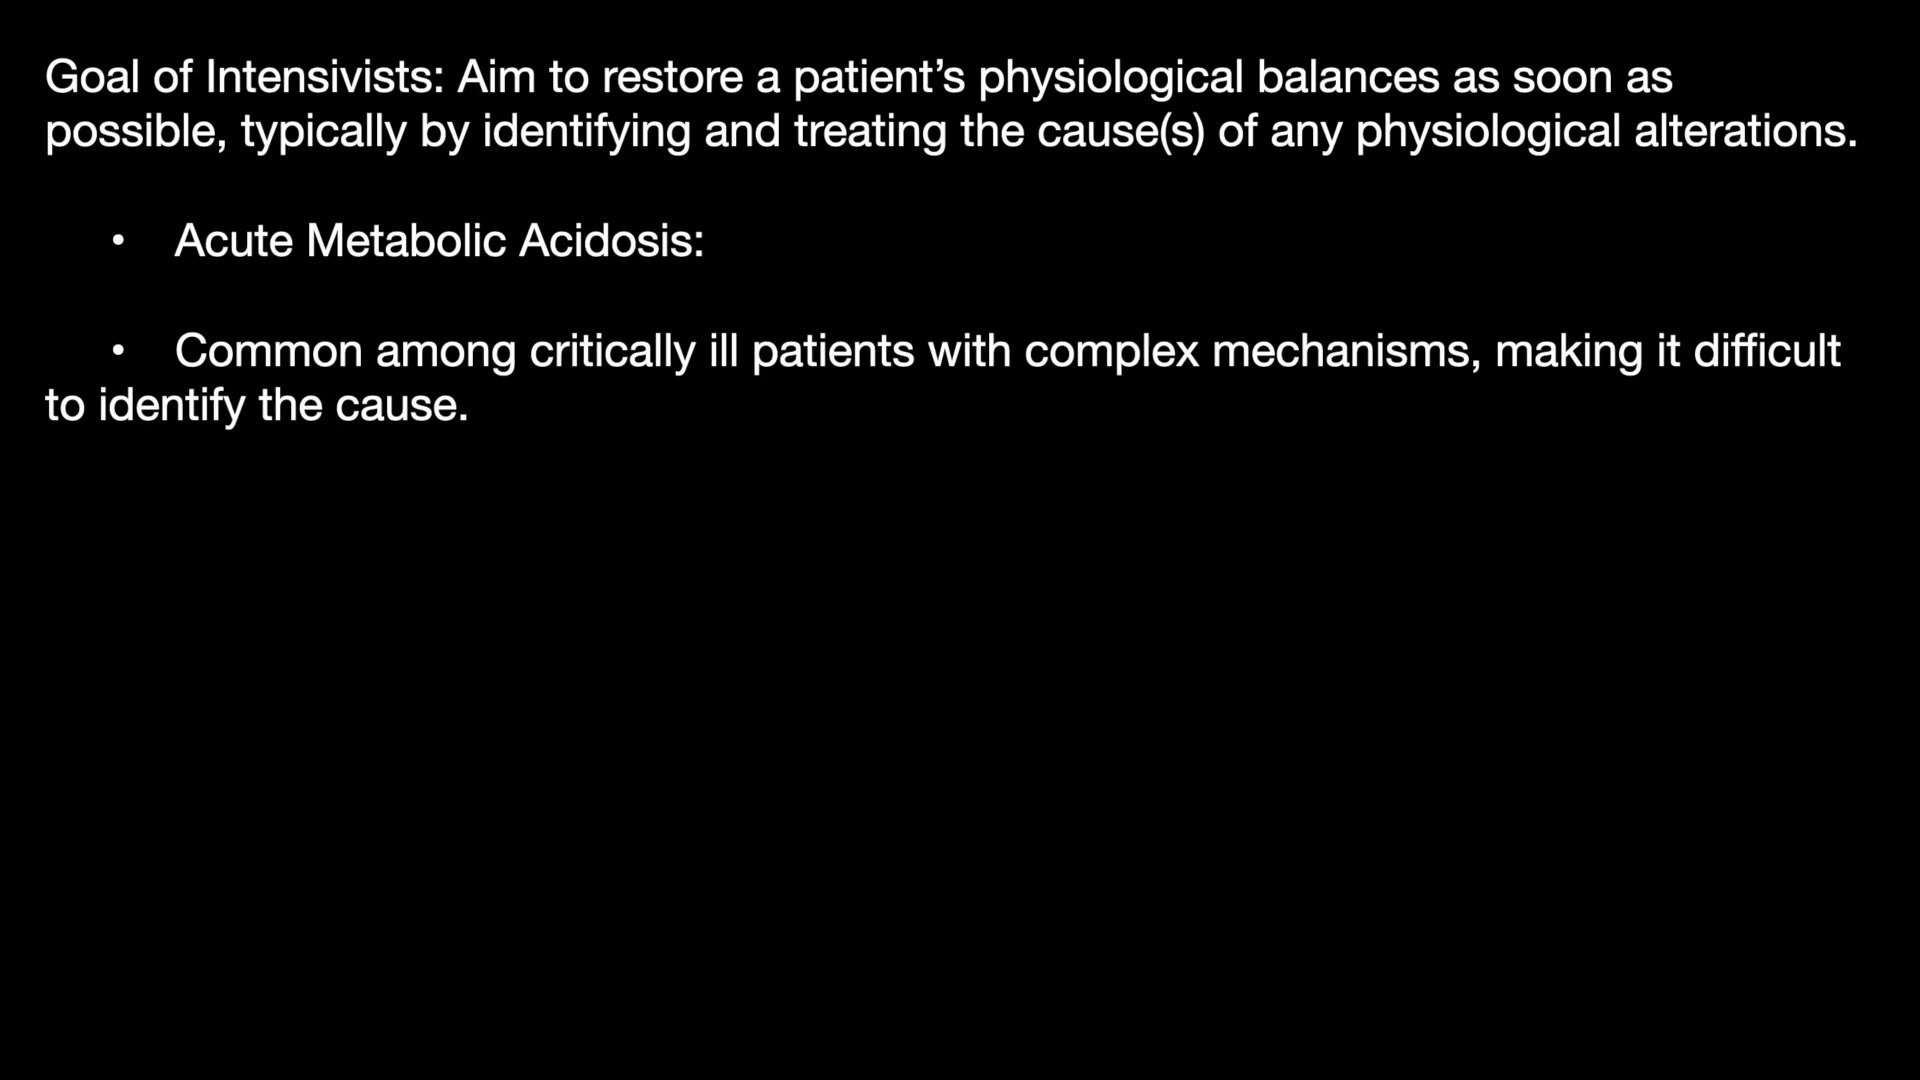 Goal of Intensivists: Aim to restore a patient’s physiological balances as soon as
possible, typically by identifying and treating the cause(s) of any physiological alterations.
• Acute Metabolic Acidosis:
• Common among critically ill patients with complex mechanisms, making it difficult
to identify the cause.